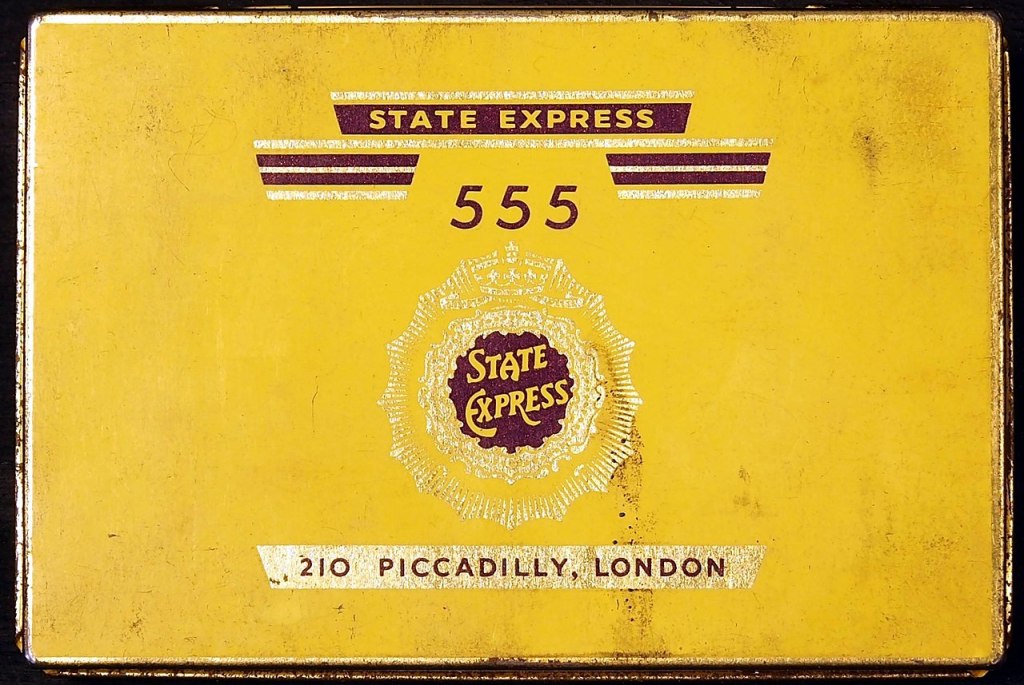 STATE EXPRESS
555
STATE
EXPRESS
210 PICCADILLY, LONDON